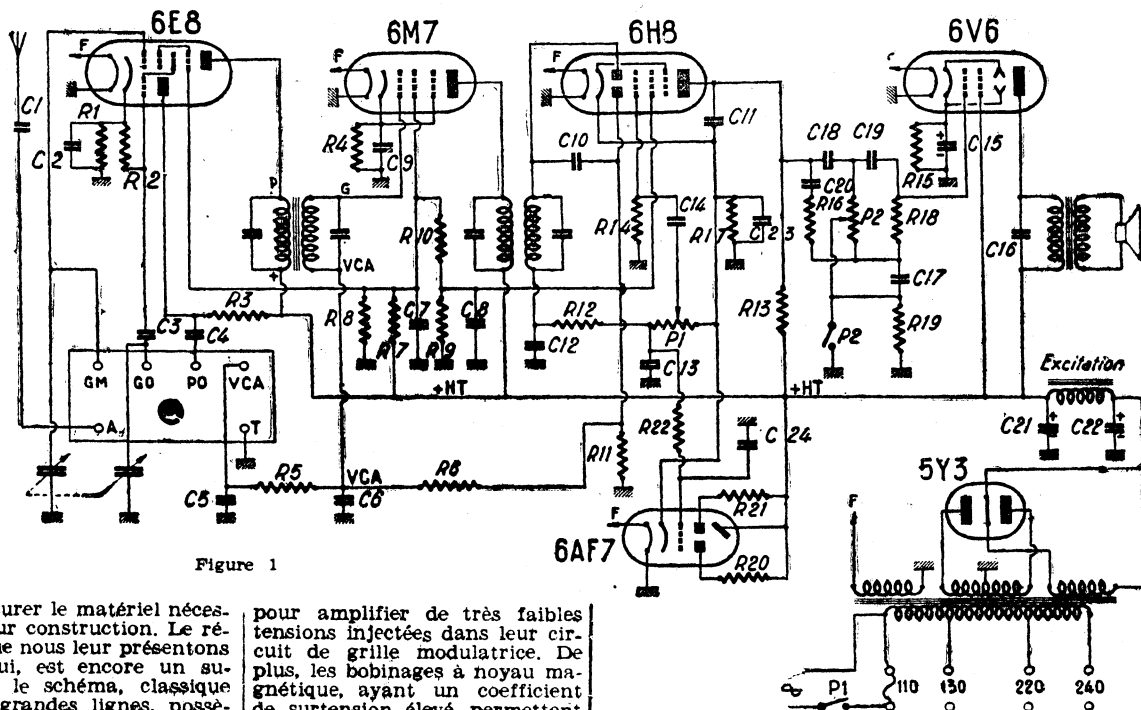 6E8
6M7
6H8
6V6
F
F
F
C1
R1
C2
R2
R4
C9
C10
C11
C18
C19
C20
R15
C15
P
G
VCA
+
R10
R14
C14
R17
C23
R16
P2
R18
C16
C17
R3
C3
C4
R8
R7
C7
R9
C8
R12
C12
P1
C13
R13
P2
R19
GM
GO
PO
VCA
A
T
+HT
+HT
Excitation
C21
C22
R22
C24
R11
C5
R5
VCA
C6
R6
F
R21
R20
6AF7
5Y3
F
Figure 1
P1
110
130
220
240
urer le matériel néces-
ur construction. Le ré-
ue nous leur présentons
ui, est encore un su-
le schéma, classique
grandes lignes, possè-
pour amplifier de très faibles
tensions injectées dans leur cir-
cuit de grille modulatrice. De
plus, les bobinages à noyau ma-
gnétique, ayant un coefficient
de surtension élevé, permettent